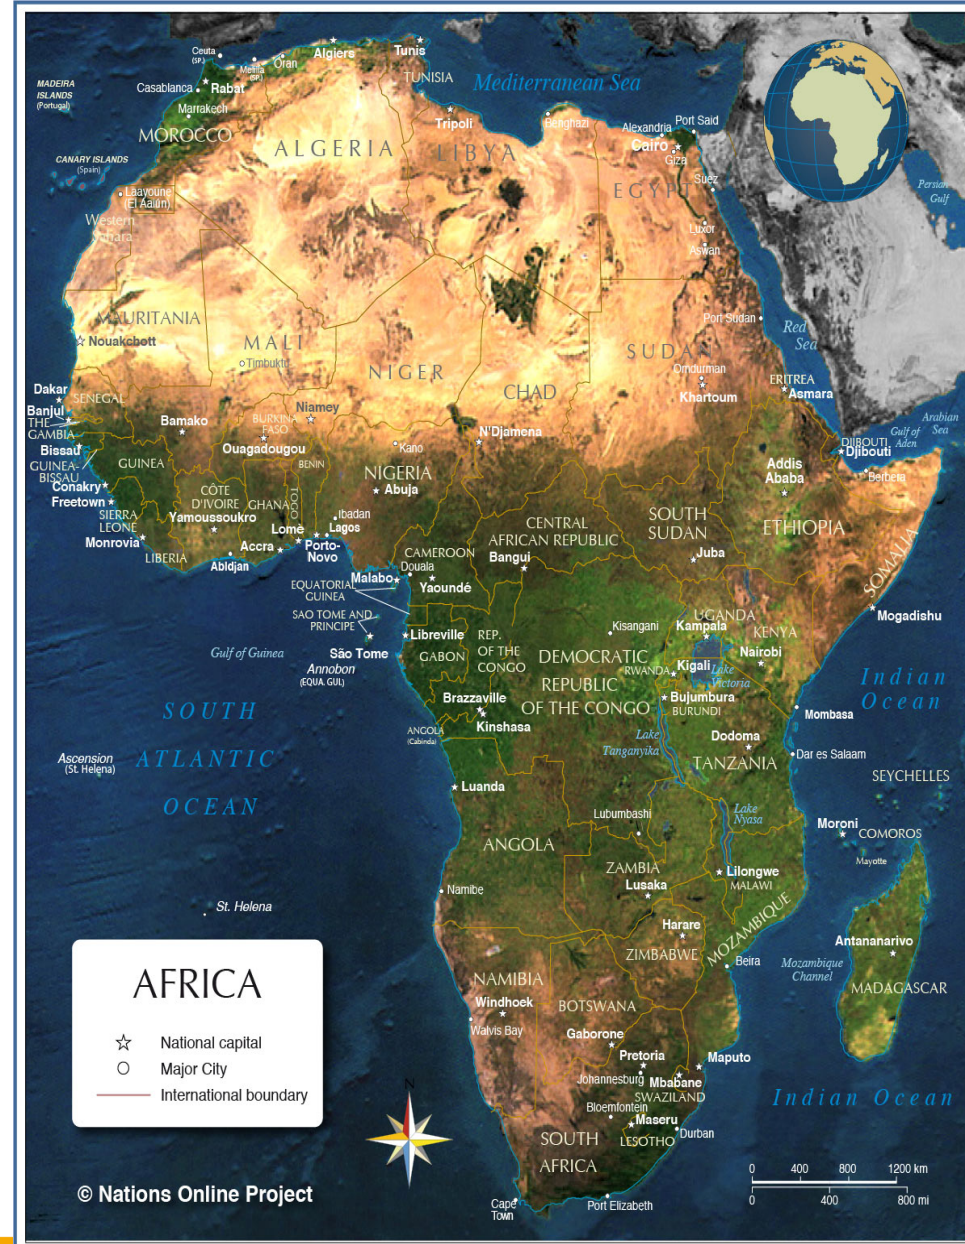 Ceuta
(SP.)
Melilla
(SP.)
Oran
Algiers
Tunis
TUNISIA
Mediterranean Sea
MADEIRA
ISLANDS
(Portugal)
Casablanca
Rabat
Marrakech
MOROCCO
ALGERIA
Tripoli
LIBYA
Benghazi
Alexandria
Port Said
Cairo
Giza
Suez
EGYPT
Persian
Gulf
CANARY ISLANDS
(Spain)
Laayoune
(El Aaiún)
Western
Sahara
Luxor
Aswan
MAURITANIA
Nouakchott
MALI
Timbuktu
NIGER
CHAD
SUDAN
Port Sudan
Red
Sea
Omdurman
Khartoum
ERITREA
Asmara
Dakar
SENEGAL
Banjul
THE
GAMBIA
Bissau
GUINEA-
BISSAU
Bamako
BURKINA
FASO
Niamey
Ouagadougou
Kano
N'Djamena
Arabian
Sea
Gulf of
Aden
DJIBOUTI
Djibouti
Berbera
GUINEA
Conakry
Freetown
SIERRA
LEONE
Monrovia
LIBERIA
CÔTE
D'IVOIRE
Yamoussoukro
GHANA
TOGO
BENIN
NIGERIA
Abuja
Ibadan
Lagos
Lomè
Accra
Porto-
Novo
Abidjan
Addis
Ababa
ETHIOPIA
SOMALIA
SOUTH
SUDAN
Juba
CENTRAL
AFRICAN REPUBLIC
Bangui
CAMEROON
Douala
Yaoundé
Malabo
EQUATORIAL
GUINEA
SAO TOME AND
PRINCIPE
São Tome
Annobon
(EQUA. GUI.)
Gulf of Guinea
Libreville
GABON
REP.
OF THE
CONGO
Kisangani
UGANDA
Kampala
KENYA
Nairobi
Mogadishu
DEMOCRATIC
REPUBLIC
OF THE CONGO
RWANDA
Kigali
Lake
Victoria
Bujumbura
BURUNDI
Indian
Ocean
Brazzaville
Kinshasa
ANGOLA
(Cabinda)
SOUTH
ATLANTIC
OCEAN
Ascension
(St. Helena)
Lake
Tanganyika
Dodoma
TANZANIA
Mombasa
Dar es Salaam
SEYCHELLES
Luanda
ANGOLA
Lubumbashi
Lake
Nyasa
Moroni
COMOROS
Mayotte
ZAMBIA
Lusaka
Lilongwe
MALAWI
Namibe
St. Helena
Harare
ZIMBABWE
MOZAMBIQUE
Beira
Mozambique
Channel
Antananarivo
MADAGASCAR
NAMIBIA
Windhoek
Walvis Bay
BOTSWANA
Gaborone
Pretoria
Johannesburg
Maputo
Mbabane
SWAZILAND
Bloemfontein
Maseru
LESOTHO
Durban
SOUTH
AFRICA
Cape
Town
Port Elizabeth
Indian Ocean
AFRICA
National capital
Major City
International boundary
N
© Nations Online Project
0 400 800 1200 km
0 400 800 mi